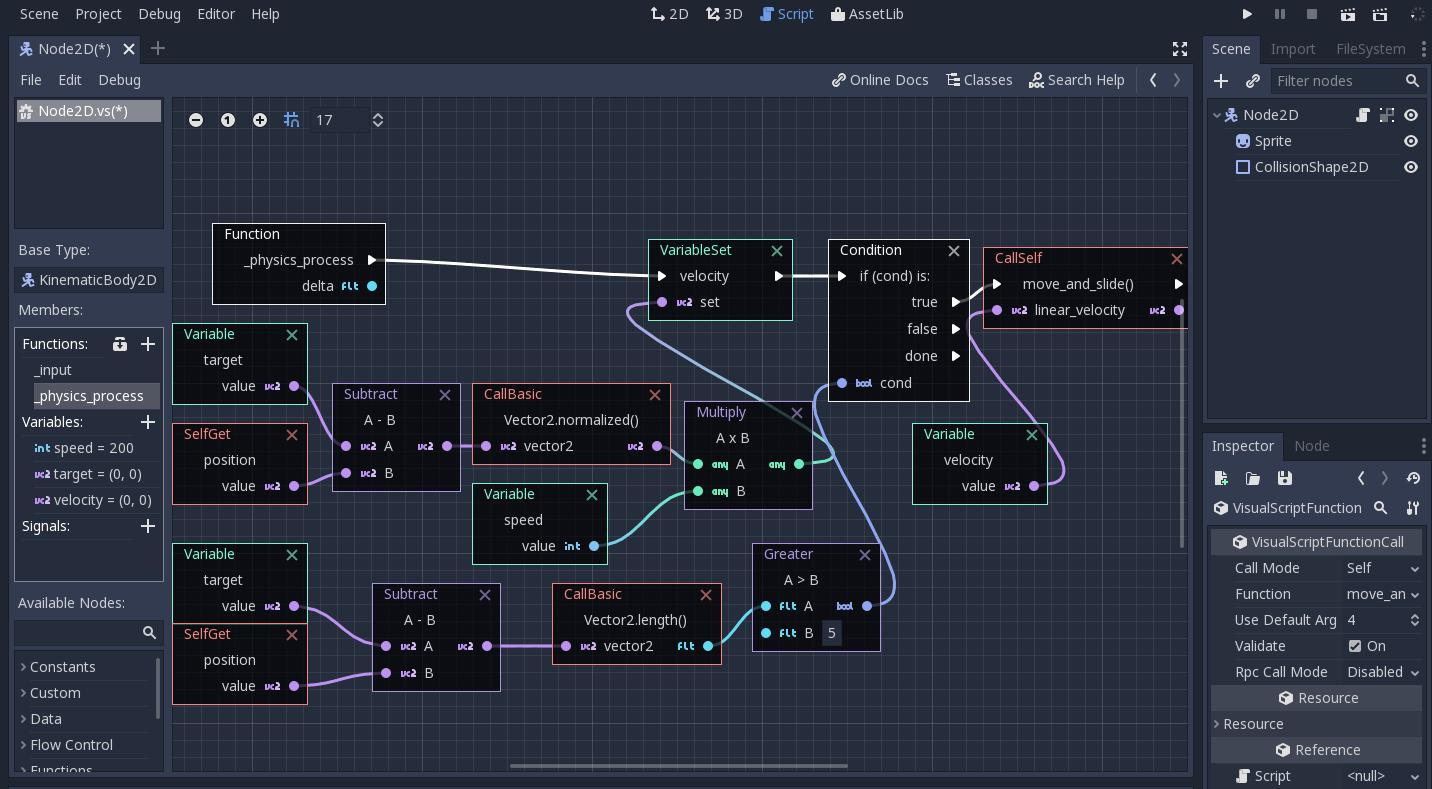 Scene Project Debug Editor Help 2D 3D Script AssetLib
Node2D(*)
Scene Import FileSystem
File Edit Debug Online Docs Classes Search Help
Filter nodes
Node2D.vs(*)
17
Node2D
Sprite
CollisionShape2D
Base Type:
KinematicBody2D
Members:
Functions:
_input
_physics_process
Variables:
int speed = 200
vc2 target = (0, 0)
vc2 velocity = (0, 0)
Signals:
Available Nodes:
Constants
Custom
Data
Flow Control
Functions
Function
_physics_process
delta flt
VariableSet
velocity
vc2 set
Condition
if (cond) is:
true
false
done
bool cond
CallSelf
move_and_slide()
vc2 linear_velocity vc2
Variable
target
value vc2
SelfGet
position
value vc2
Subtract
A - B
vc2 A vc2
vc2 B
CallBasic
Vector2.normalized()
vc2 vector2 vc2
Multiply
A x B
any A any
any B
Variable
speed
value int
Variable
velocity
value vc2
Variable
target
value vc2
SelfGet
position
value vc2
Subtract
A - B
vc2 A vc2
vc2 B
CallBasic
Vector2.length()
vc2 vector2 flt
Greater
A > B
flt A bool
flt B 5
Inspector Node
VisualScriptFunction
VisualScriptFunctionCall
Call Mode Self
Function move_an
Use Default Arg 4
Validate On
Rpc Call Mode Disabled
Resource
Resource
Reference
Script <null>